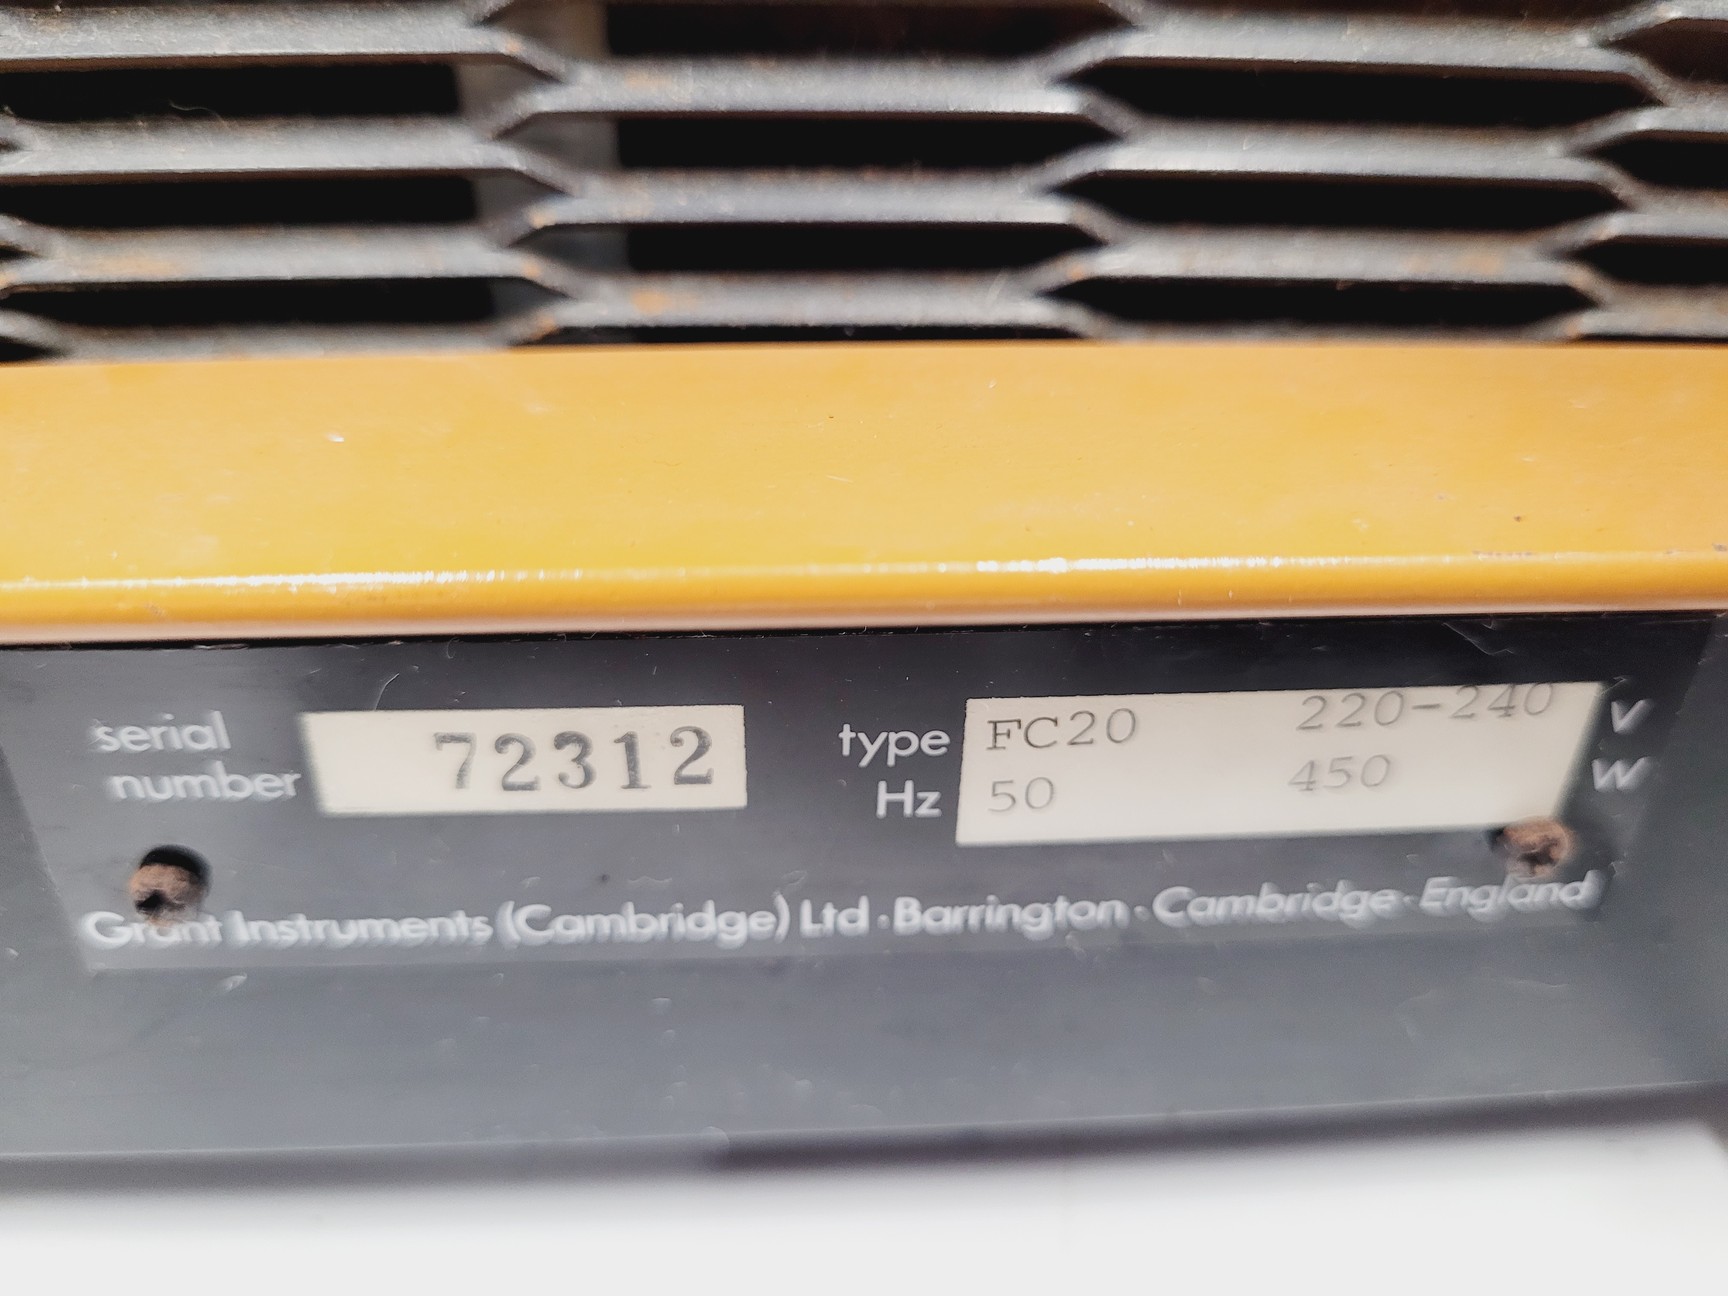 serial number 72312
type FC20 220-240 V
Hz 50 450 W
Grant Instruments (Cambridge) Ltd · Barrington · Cambridge · England